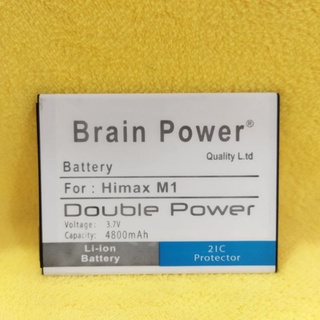 Brain Power®
Quality L.td
Battery
For : Himax M1
Double Power
Voltage: 3.7V
Capacity: 4800mAh
Li-ion
Battery
2IC
Protector